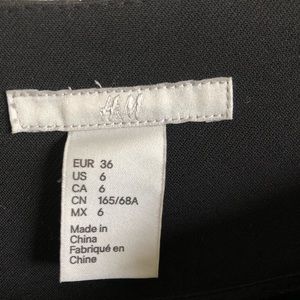 H&M
EUR 36
US 6
CA 6
CN 165/68A
MX 6
Made in
China
Fabriqué en
Chine